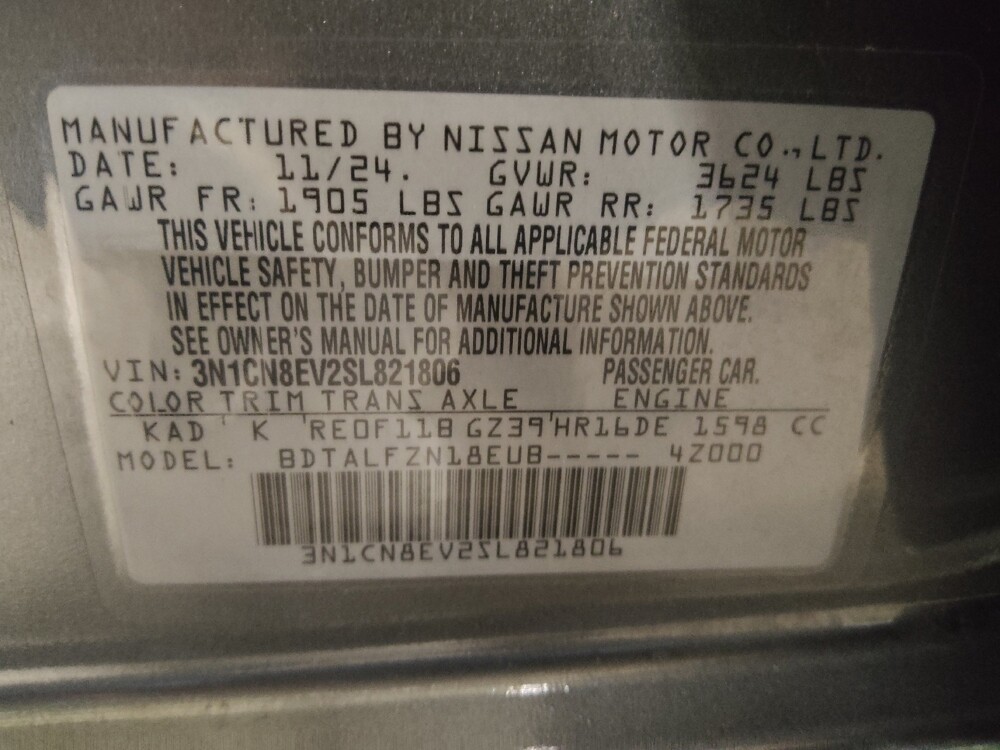 MANUFACTURED BY NISSAN MOTOR CO.,LTD.
DATE: 11/24. GVWR: 3624 LBS
GAWR FR: 1905 LBS GAWR RR: 1735 LBS
THIS VEHICLE CONFORMS TO ALL APPLICABLE FEDERAL MOTOR
VEHICLE SAFETY, BUMPER AND THEFT PREVENTION STANDARDS
IN EFFECT ON THE DATE OF MANUFACTURE SHOWN ABOVE.
SEE OWNER'S MANUAL FOR ADDITIONAL INFORMATION.
VIN: 3N1CN8EV2SL821806 PASSENGER CAR.
COLOR TRIM TRANS AXLE ENGINE
KAD K RE0F11B GZ39 HR16DE 1598 CC
MODEL: BDTALFZN18EUB----- 4Z000
3N1CN8EV2SL821806